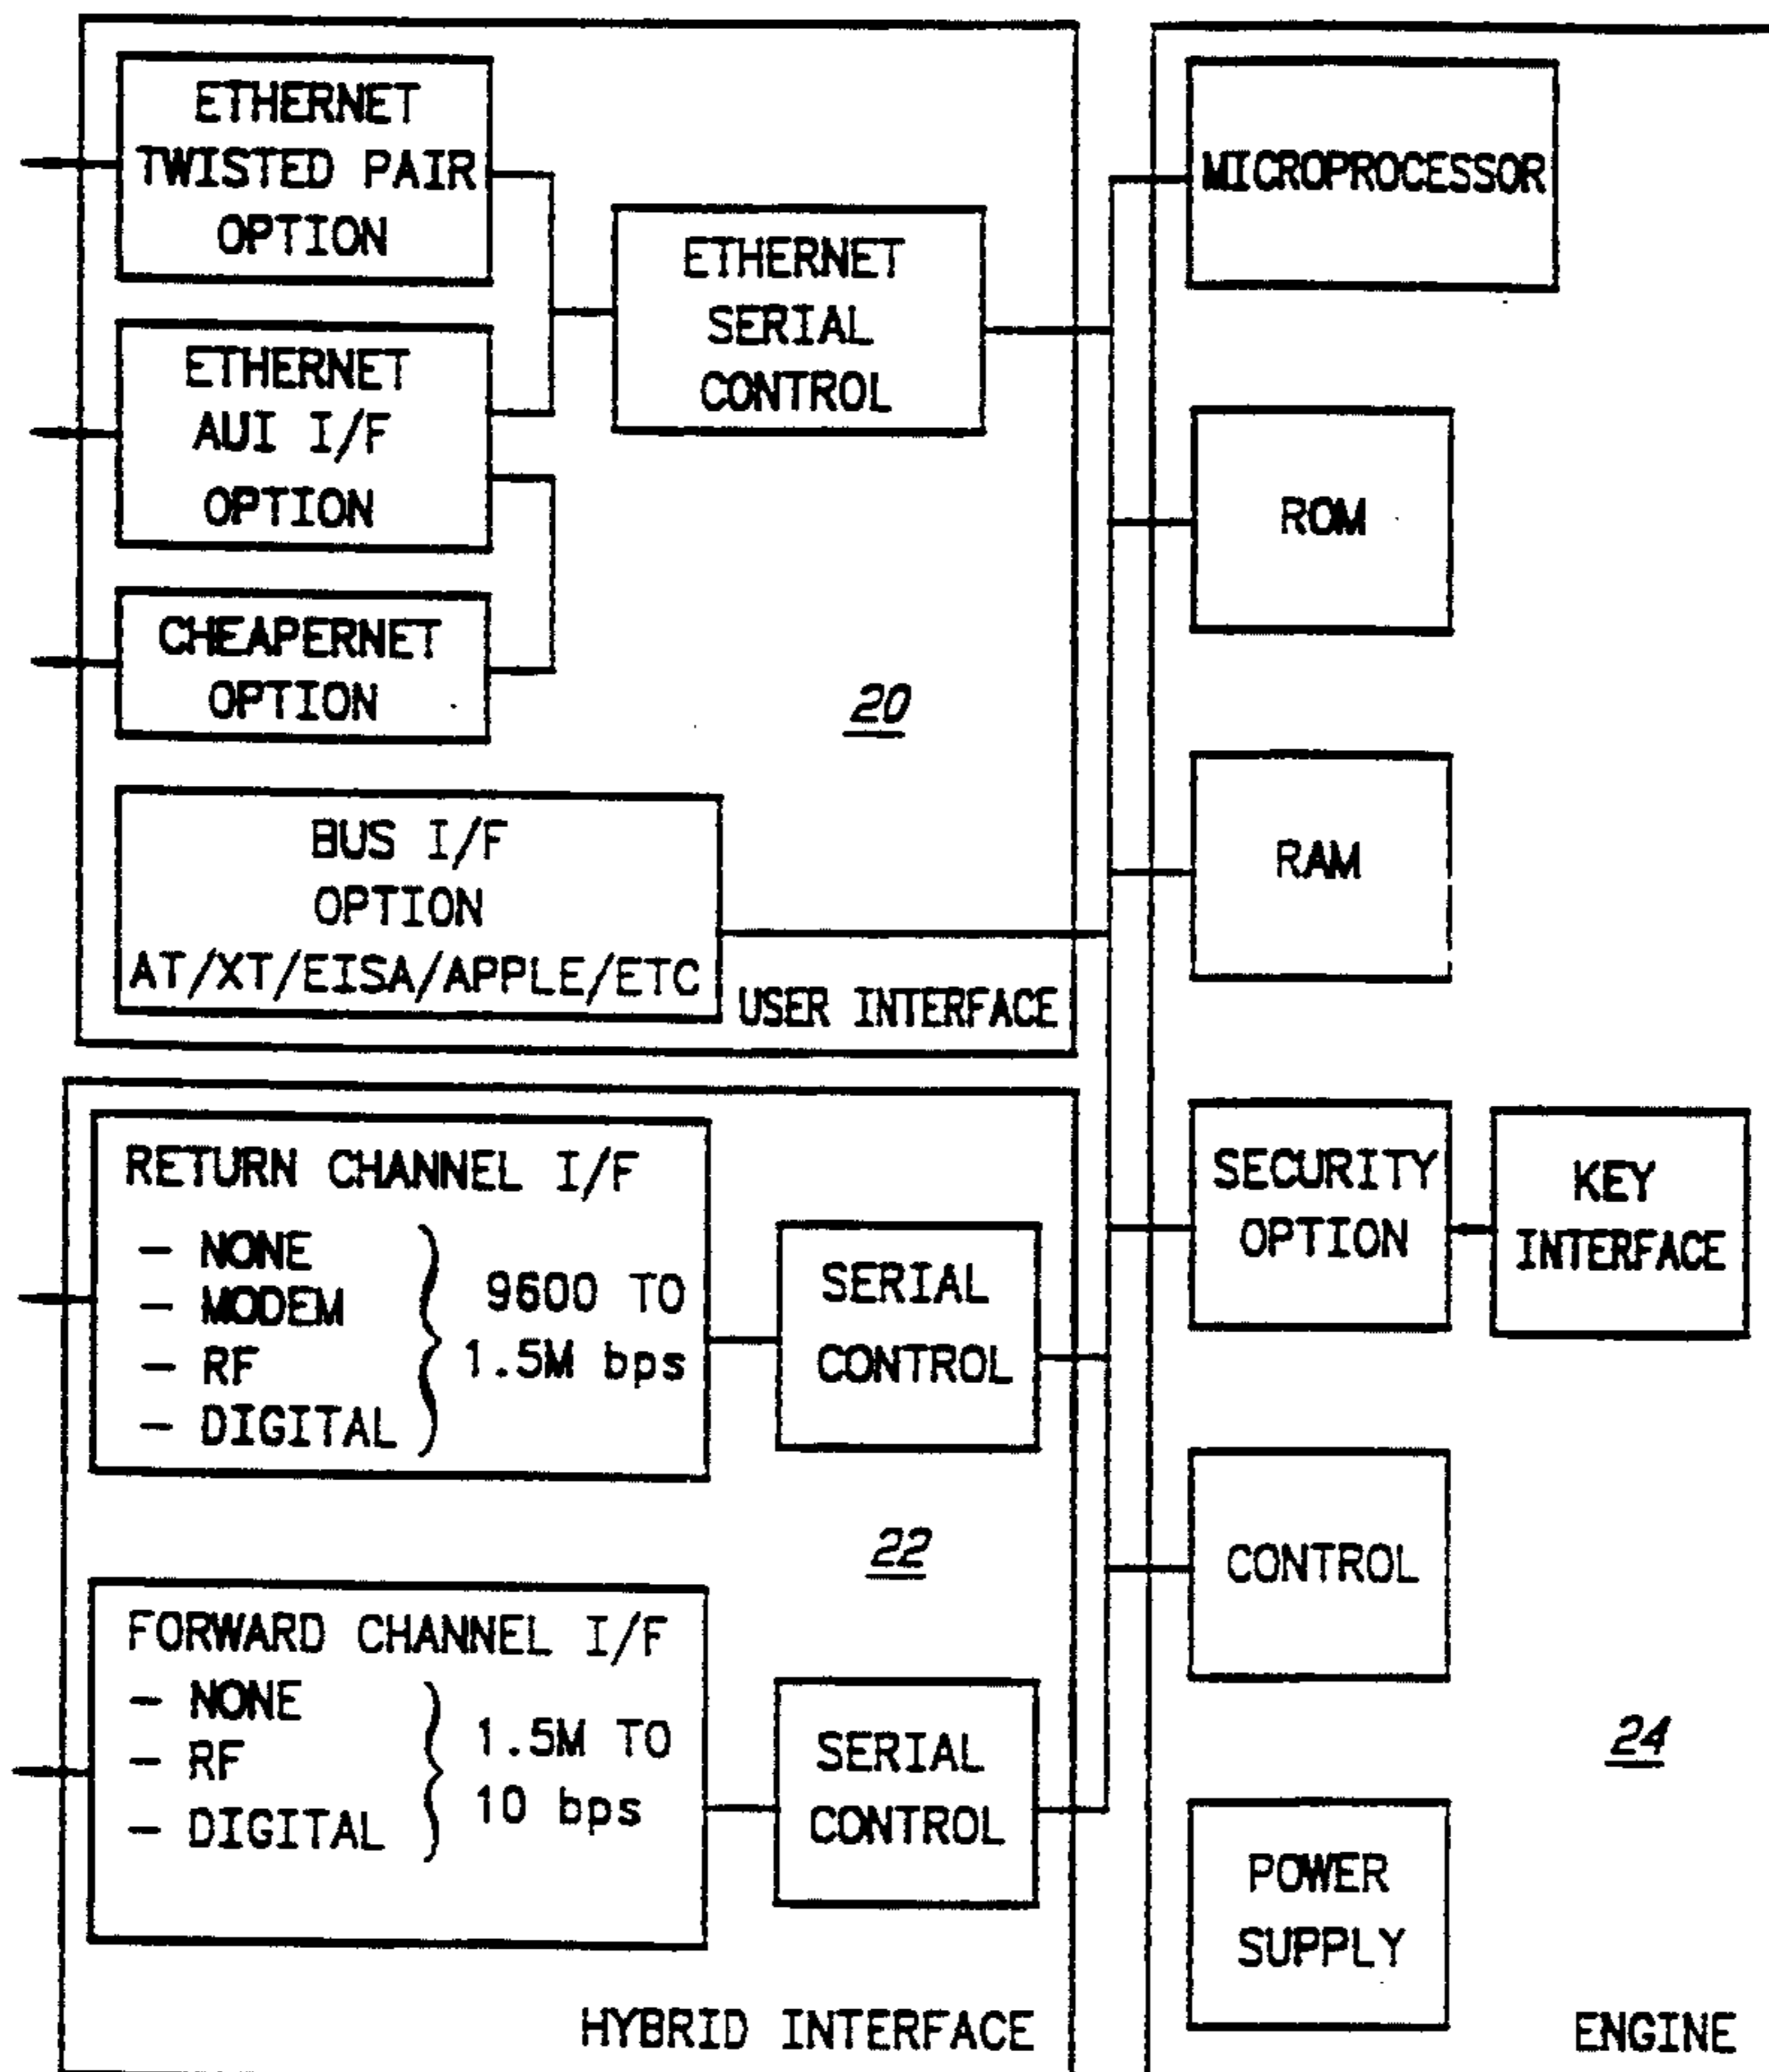 ETHERNET
TWISTED PAIR
OPTION
ETHERNET
AUI I/F
OPTION
CHEAPERNET
OPTION
ETHERNET
SERIAL
CONTROL
20
BUS I/F
OPTION
AT/XT/EISA/APPLE/ETC
USER INTERFACE
RETURN CHANNEL I/F
- NONE
- MODEM
- RF
- DIGITAL
9600 TO
1.5M bps
SERIAL
CONTROL
22
FORWARD CHANNEL I/F
- NONE
- RF
- DIGITAL
1.5M TO
10 bps
SERIAL
CONTROL
HYBRID INTERFACE
MICROPROCESSOR
ROM
RAM
SECURITY
OPTION
KEY
INTERFACE
CONTROL
24
POWER
SUPPLY
ENGINE